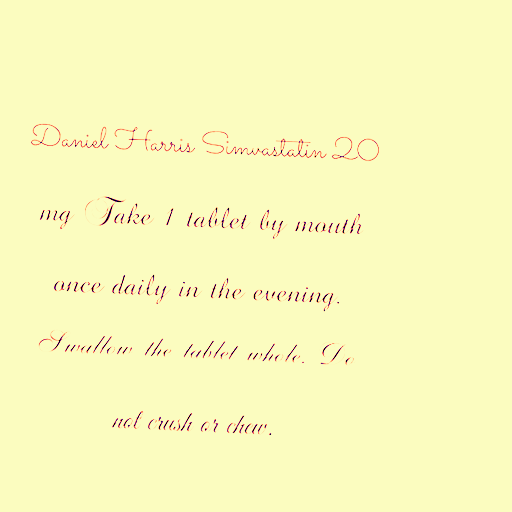 Daniel Harris Simvastatin 20
mg Take 1 tablet by mouth
once daily in the evening.
Swallow the tablet whole. Do
not crush or chew.